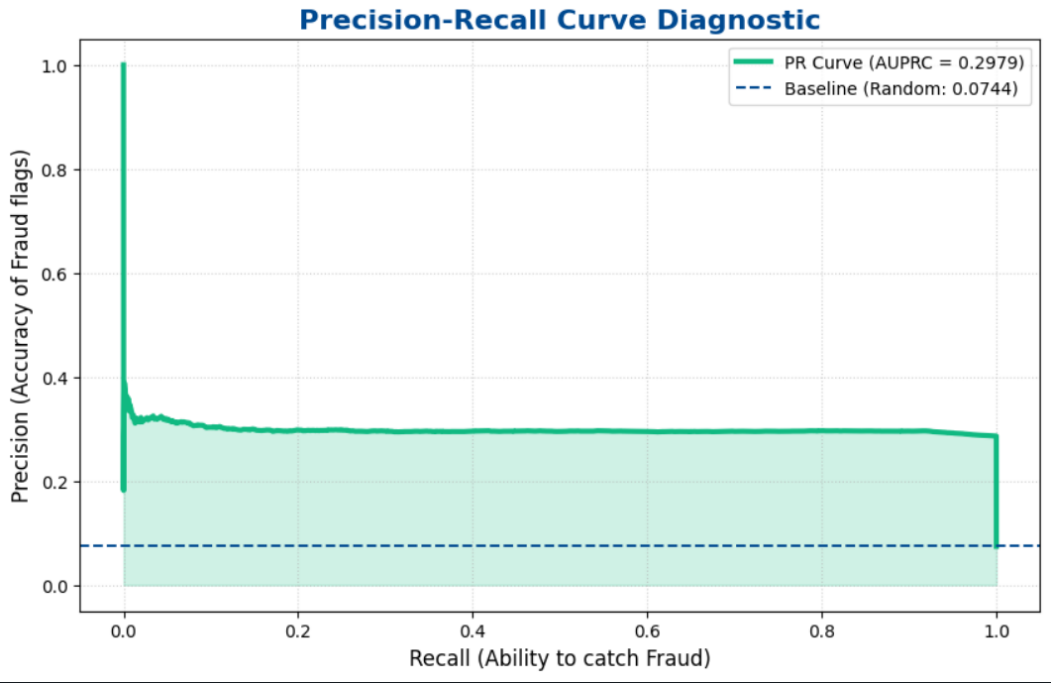 Precision-Recall Curve Diagnostic
PR Curve (AUPRC = 0.2979)
Baseline (Random: 0.0744)
Precision (Accuracy of Fraud flags)
1.0
0.8
0.6
0.4
0.2
0.0
0.0 0.2 0.4 0.6 0.8 1.0
Recall (Ability to catch Fraud)